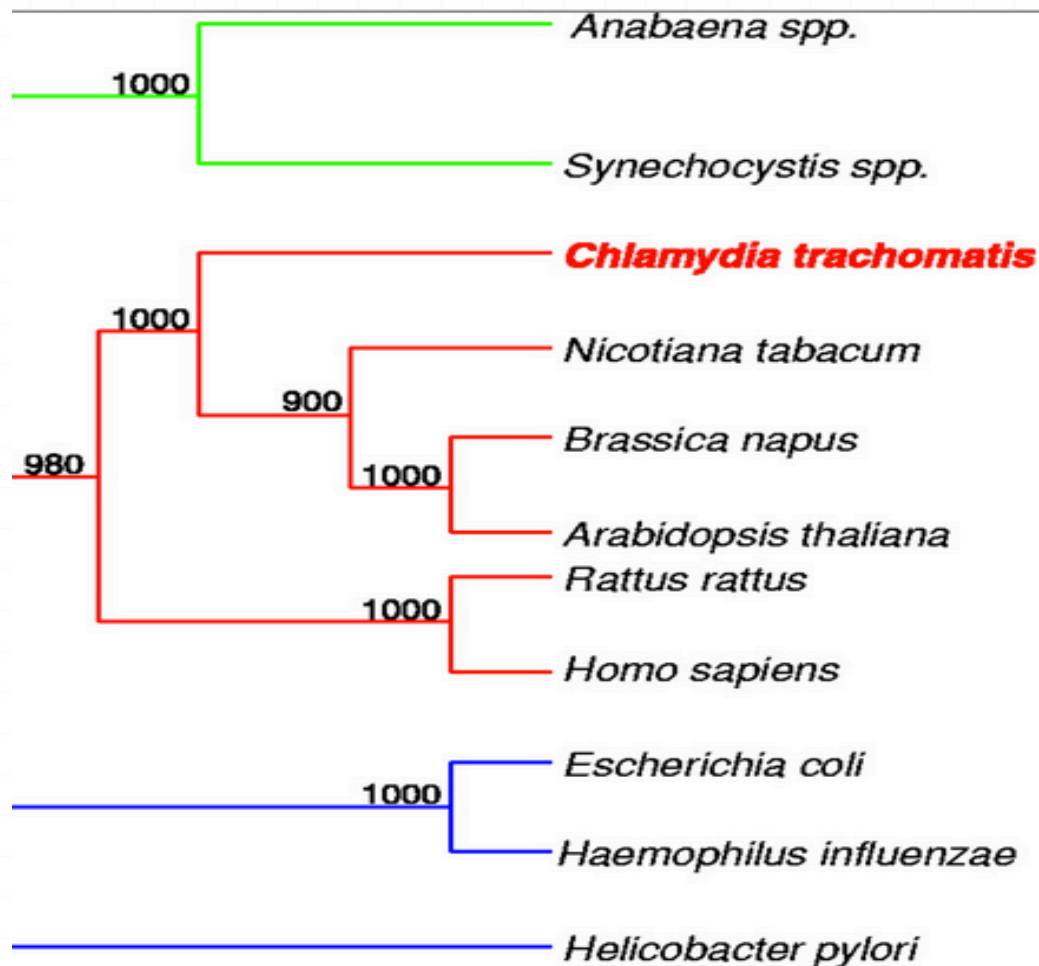 Anabaena spp.
1000
Synechocystis spp.
Chlamydia trachomatis
1000
Nicotiana tabacum
900
Brassica napus
980
1000
Arabidopsis thaliana
Rattus rattus
1000
Homo sapiens
Escherichia coli
1000
Haemophilus influenzae
Helicobacter pylori